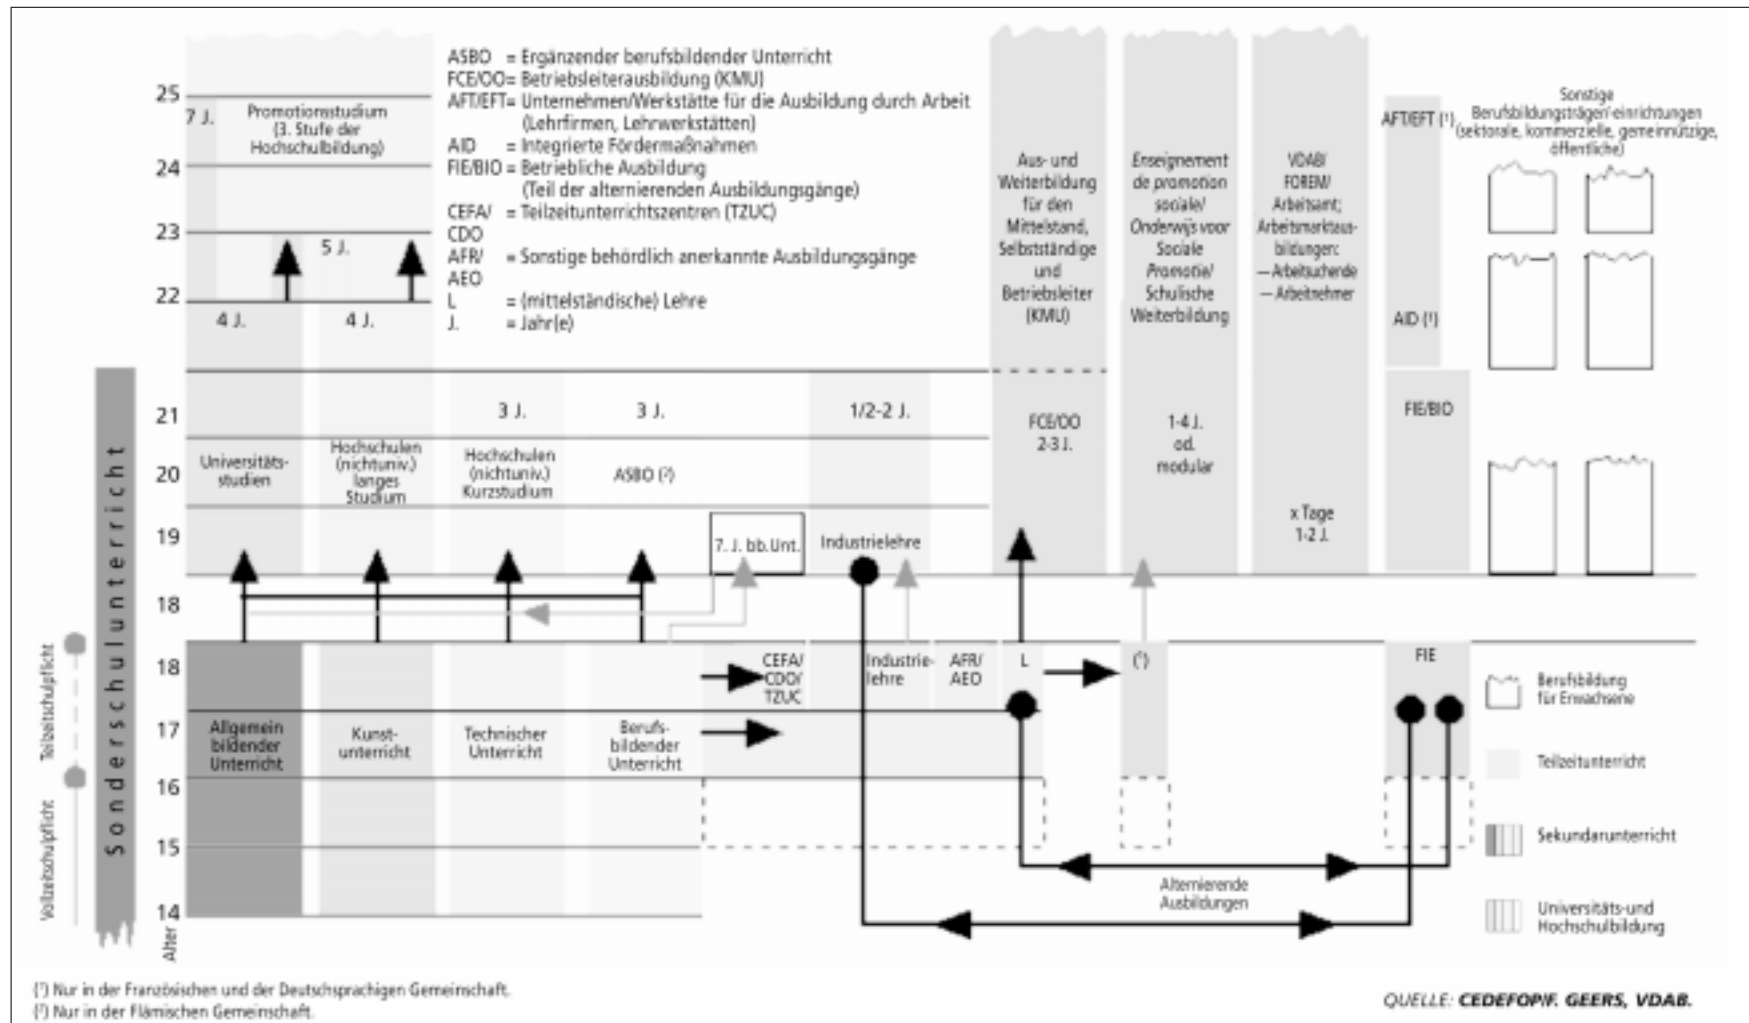 ASBO = Ergänzender berufsbildender Unterricht
FCE/OO= Betriebsleiterausbildung (KMU)
AFT/EFT= Unternehmen/Werkstätte für die Ausbildung durch Arbeit
(Lehrfirmen, Lehrwerkstätten)
AID = Integrierte Fördermaßnahmen
FIE/BIO = Betriebliche Ausbildung
(Teil der alternierenden Ausbildungsgänge)
CEFA/ = Teilzeitunterrichtszentren (TZUC)
CDO
AFR/ = Sonstige behördlich anerkannte Ausbildungsgänge
AEO
L = (mittelständische) Lehre
J. = Jahr(e)
25
7 J.
Promotionsstudium
(3. Stufe der
Hochschulbildung)
24
23
5 J.
22
4 J.
4 J.
Aus- und
Weiterbildung
für den
Mittelstand,
Selbstständige
und
Betriebsleiter
(KMU)
Enseignement
de promotion
sociale/
Onderwijs voor
Sociale
Promotie/
Schulische
Weiterbildung
VDAB/
FOREM/
Arbeitsamt;
Arbeitsmarktaus-
bildungen:
— Arbeitsuchende
— Arbeitnehmer
AFT/EFT (¹)
AID (¹)
Sonstige
Berufsbildungsträger/-einrichtungen
(sektorale, kommerzielle, gemeinnützige,
öffentliche)
Sonderschulunterricht
21
3 J.
3 J.
1/2-2 J.
FCE/OO
2-3 J.
1-4 J.
od.
modular
FIE/BIO
20
Universitäts-
studien
Hochschulen
(nichtuniv.)
langes
Studium
Hochschulen
(nichtuniv.)
Kurzstudium
ASBO (²)
19
7. J. bb.Unt.
Industrielehre
x Tage
1-2 J.
18
18
CEFA/
CDO/
TZUC
Industrie-
lehre
AFR/
AEO
L
(¹)
FIE
17
Allgemein
bildender
Unterricht
Kunst-
unterricht
Technischer
Unterricht
Berufs-
bildender
Unterricht
16
15
14
Alter
Teilzeitschulpflicht
Vollzeitschulpflicht
Alternierende
Ausbildungen
Berufsbildung
für Erwachsene
Teilzeitunterricht
Sekundarunterricht
Universitäts-und
Hochschulbildung
(¹) Nur in der Französischen und der Deutschsprachigen Gemeinschaft.
(²) Nur in der Flämischen Gemeinschaft.
QUELLE: CEDEFOP/F. GEERS, VDAB.